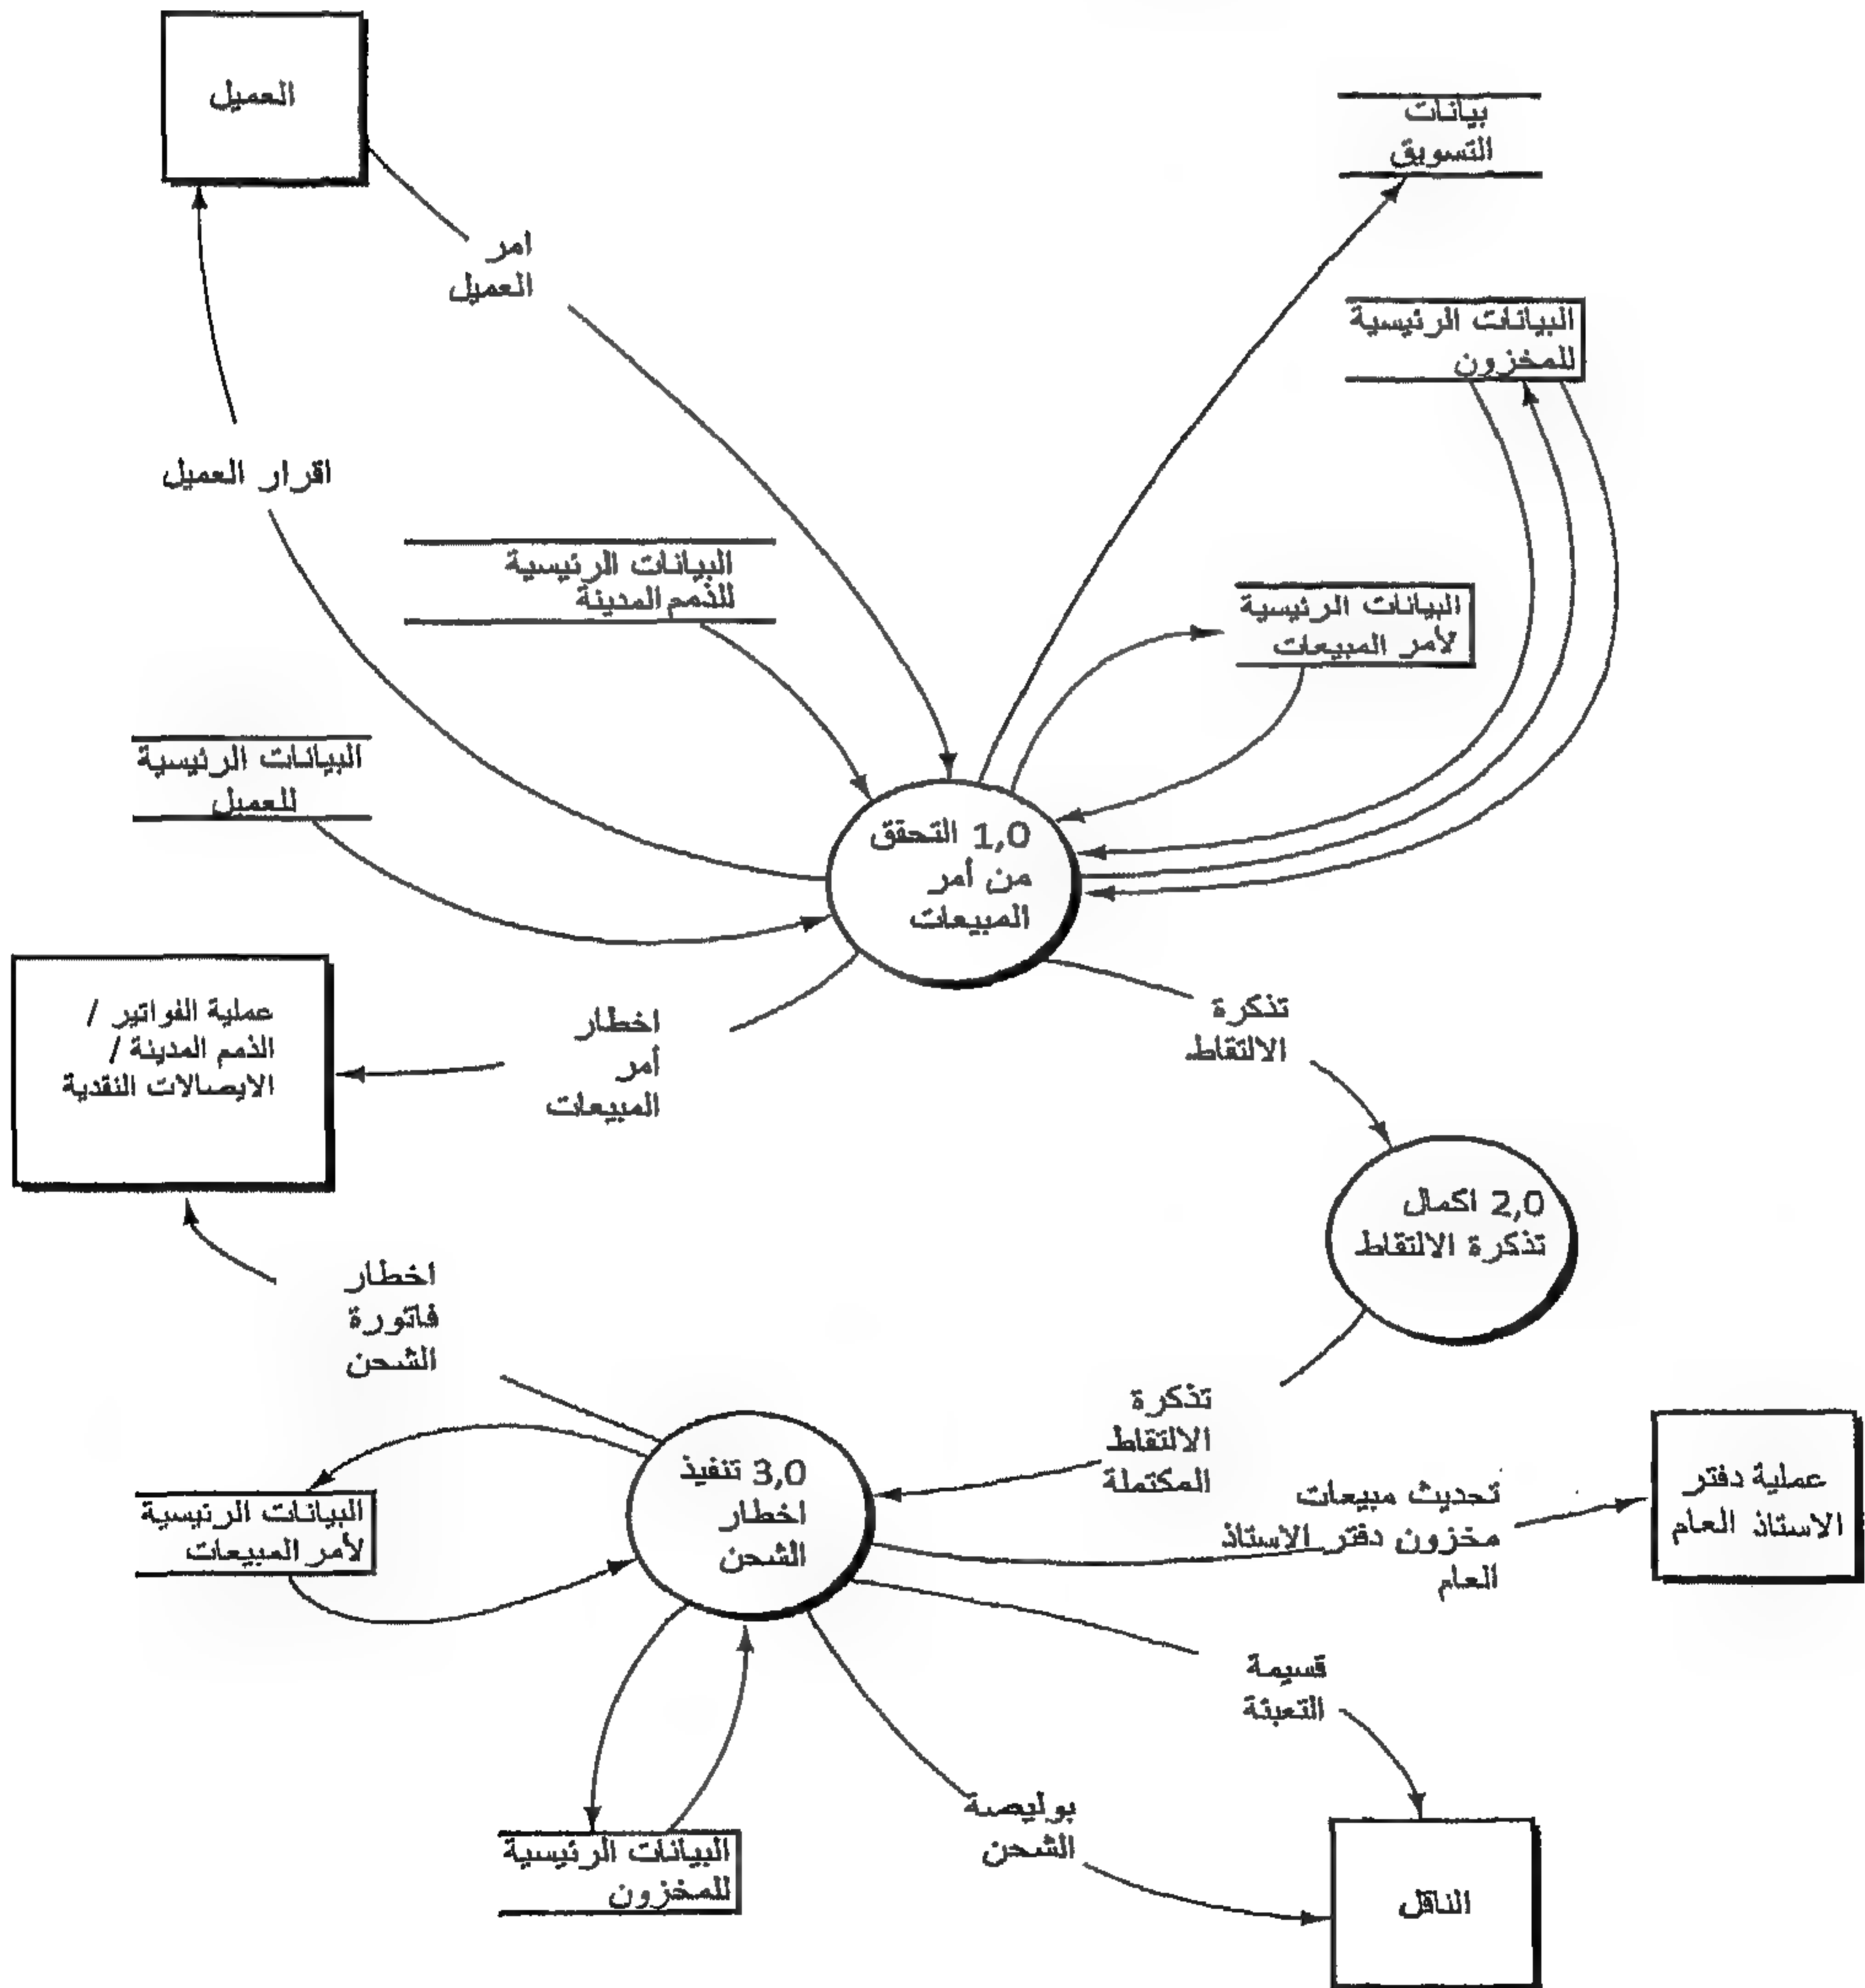 العميل
بيانات
التسويق
امر
العميل
البيانات الرئيسية
للمخزون
اقرار العميل
البيانات الرئيسية
للذمم المدينة
البيانات الرئيسية
لأمر المبيعات
البيانات الرئيسية
للعميل
1,0 التحقق
من أمر
المبيعات
عملية الفواتير /
الذمم المدينة /
الايصالات النقدية
اخطار
أمر
المبيعات
تذكرة
الالتقاط
2,0 اكمال
تذكرة الالتقاط
اخطار
فاتورة
الشحن
تذكرة
الالتقاط
المكتملة
3,0 تنفيذ
اخطار
الشحن
عملية دفتر
الاستاذ العام
تحديث مبيعات
مخزون دفتر الاستاذ
العام
البيانات الرئيسية
لأمر المبيعات
قسيمة
التعبئة
بوليصة
الشحن
البيانات الرئيسية
للمخزون
الناقل